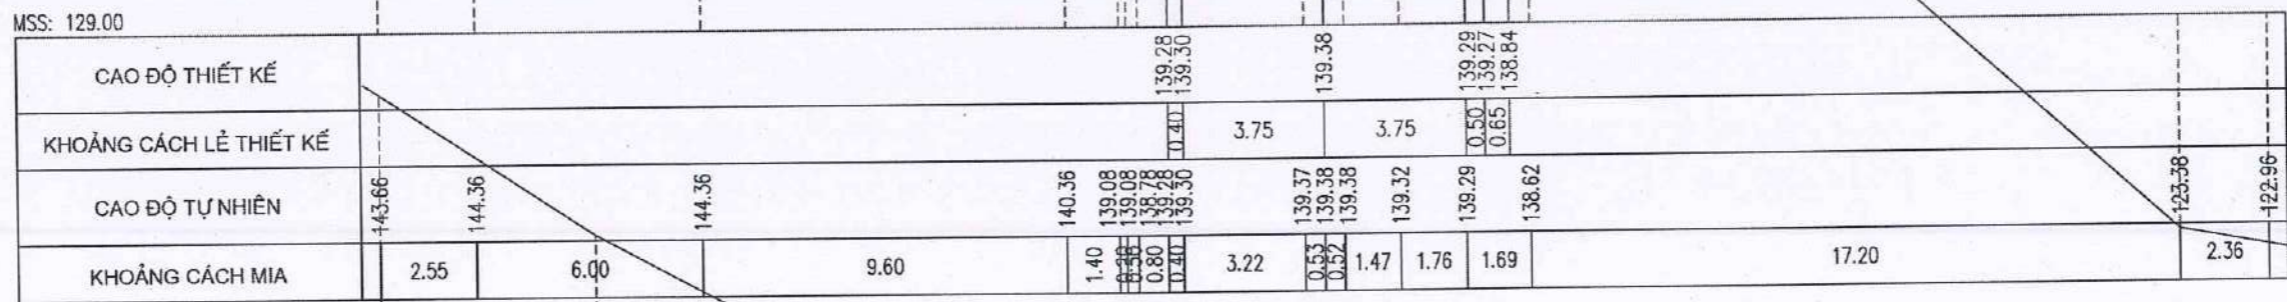 MSS: 129.00
CAO ĐỘ THIẾT KẾ 139.28 139.30 139.38 139.29 139.27 138.84
KHOẢNG CÁCH LẺ THIẾT KẾ 0.40 3.75 3.75 0.50 0.65
CAO ĐỘ TỰ NHIÊN 143.66 144.36 144.36 140.36 139.08 139.08 138.78 139.28 139.30 139.37 139.38 139.38 139.32 139.29 138.62 123.38 122.96
KHOẢNG CÁCH MIA 2.55 6.00 9.60 1.40 0.80 0.40 3.22 0.53 0.52 1.47 1.76 1.69 17.20 2.36